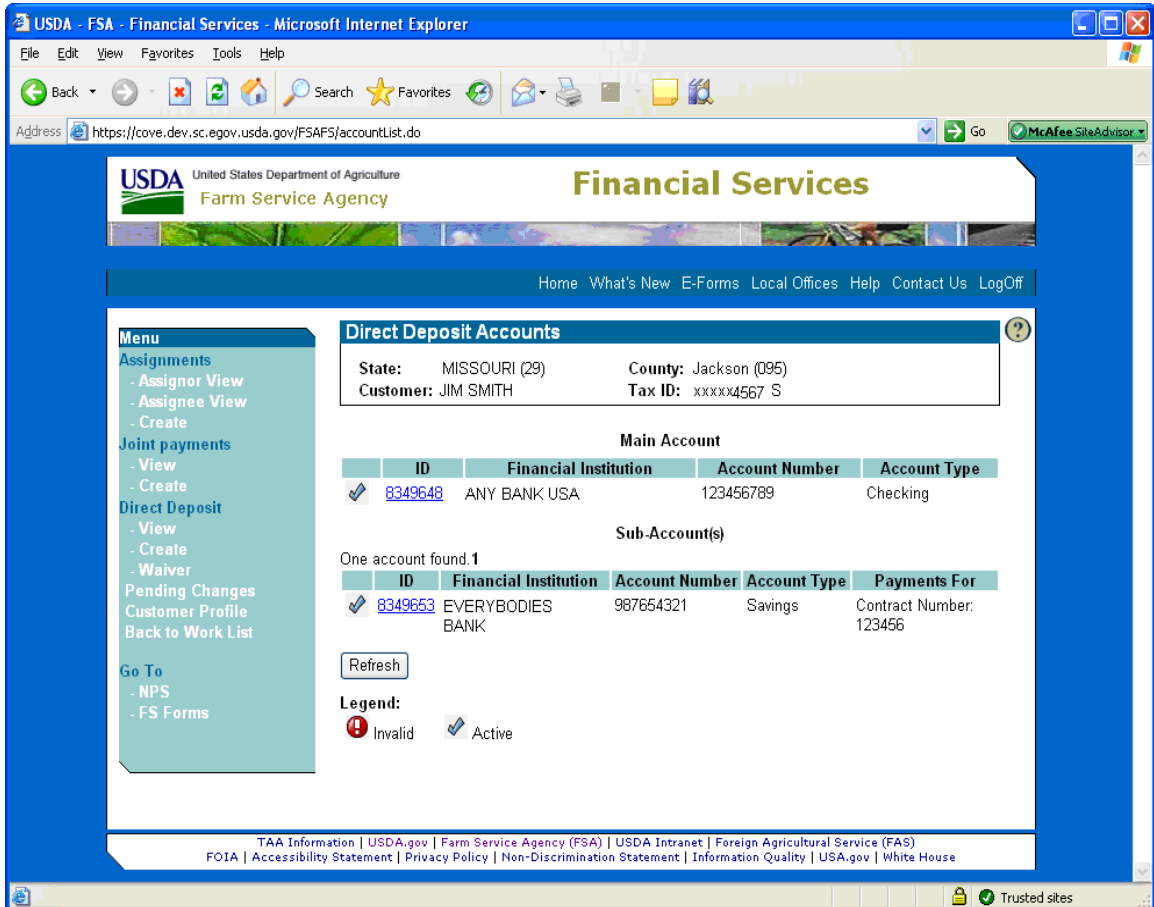 USDA - FSA - Financial Services - Microsoft Internet Explorer
File Edit View Favorites Tools Help
Back Search Favorites
Address https://cove.dev.sc.egov.usda.gov/FSAFS/accountList.do Go McAfee SiteAdvisor
USDA United States Department of Agriculture
Farm Service Agency
Financial Services
Home What's New E-Forms Local Offices Help Contact Us LogOff
Menu
Assignments
- Assignor View
- Assignee View
- Create
Joint payments
- View
- Create
Direct Deposit
- View
- Create
- Waiver
Pending Changes
Customer Profile
Back to Work List
Go To
- NPS
- FS Forms
Direct Deposit Accounts ?
State: MISSOURI (29) County: Jackson (095)
Customer: JIM SMITH Tax ID: xxxxx4567 S
Main Account
ID Financial Institution Account Number Account Type
8349648 ANY BANK USA 123456789 Checking
Sub-Account(s)
One account found.1
ID Financial Institution Account Number Account Type Payments For
8349653 EVERYBODIES 987654321 Savings Contract Number:
BANK 123456
Refresh
Legend:
Invalid Active
TAA Information | USDA.gov | Farm Service Agency (FSA) | USDA Intranet | Foreign Agricultural Service (FAS)
FOIA | Accessibility Statement | Privacy Policy | Non-Discrimination Statement | Information Quality | USA.gov | White House
Trusted sites